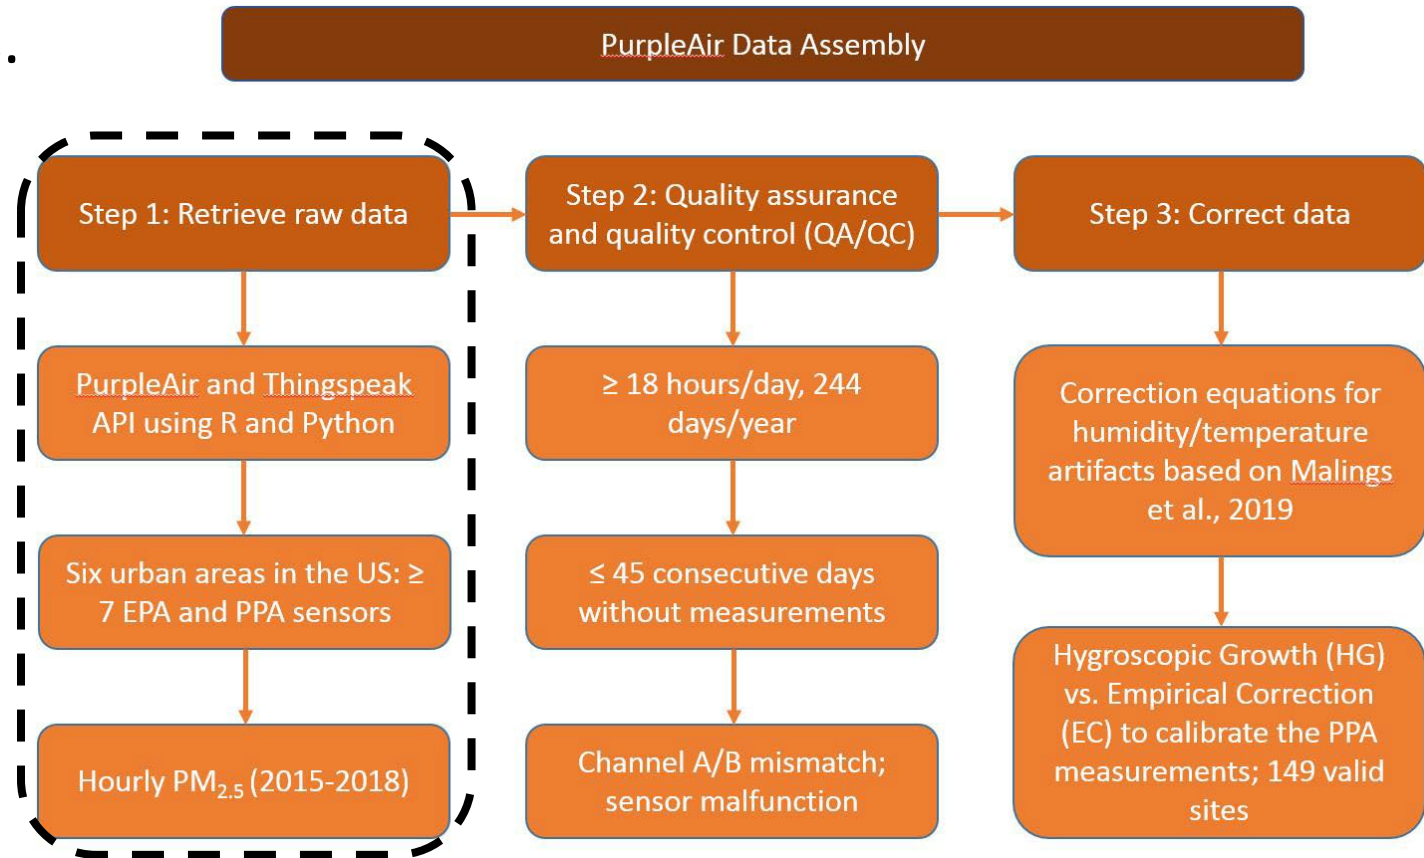 .
PurpleAir Data Assembly
Step 1: Retrieve raw data
PurpleAir and Thingspeak
API using R and Python
Six urban areas in the US: ≥
7 EPA and PPA sensors
Hourly PM₂.₅ (2015-2018)
Step 2: Quality assurance
and quality control (QA/QC)
≥ 18 hours/day, 244
days/year
≤ 45 consecutive days
without measurements
Channel A/B mismatch;
sensor malfunction
Step 3: Correct data
Correction equations for
humidity/temperature
artifacts based on Malings
et al., 2019
Hygroscopic Growth (HG)
vs. Empirical Correction
(EC) to calibrate the PPA
measurements; 149 valid
sites